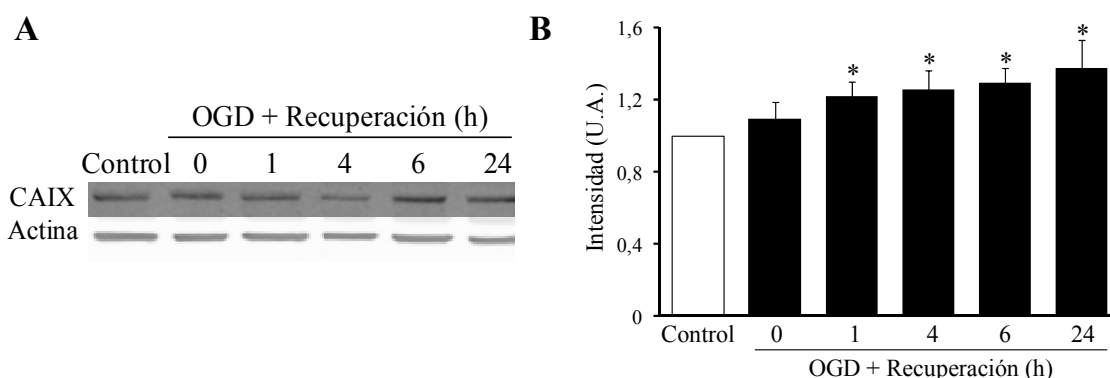 A
OGD + Recuperación (h)
Control 0 1 4 6 24
CAIX
Actina
B
Intensidad (U.A.)
1,6
1,2
0,8
0,4
0
* * * *
Control 0 1 4 6 24
OGD + Recuperación (h)